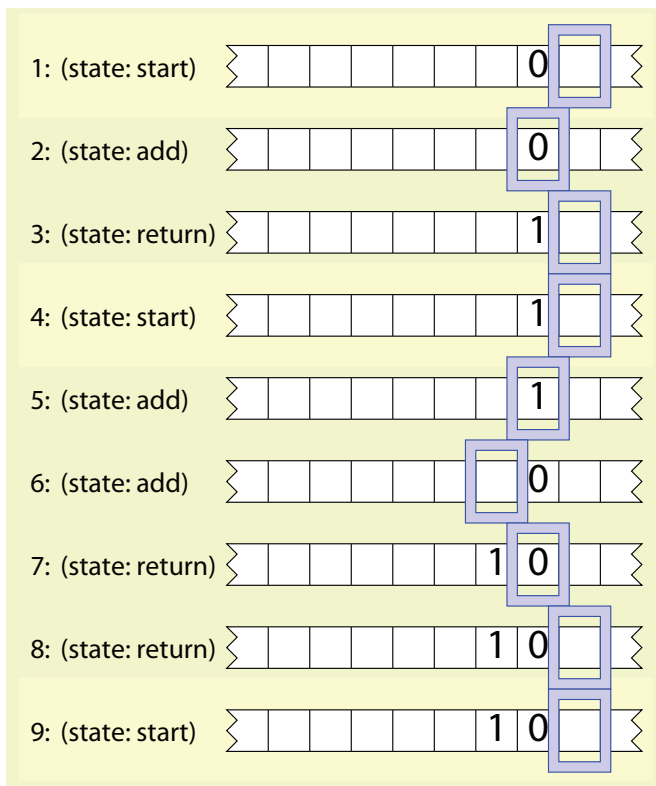 1: (state: start) 0
2: (state: add) 0
3: (state: return) 1
4: (state: start) 1
5: (state: add) 1
6: (state: add) 0
7: (state: return) 1 0
8: (state: return) 1 0
9: (state: start) 1 0